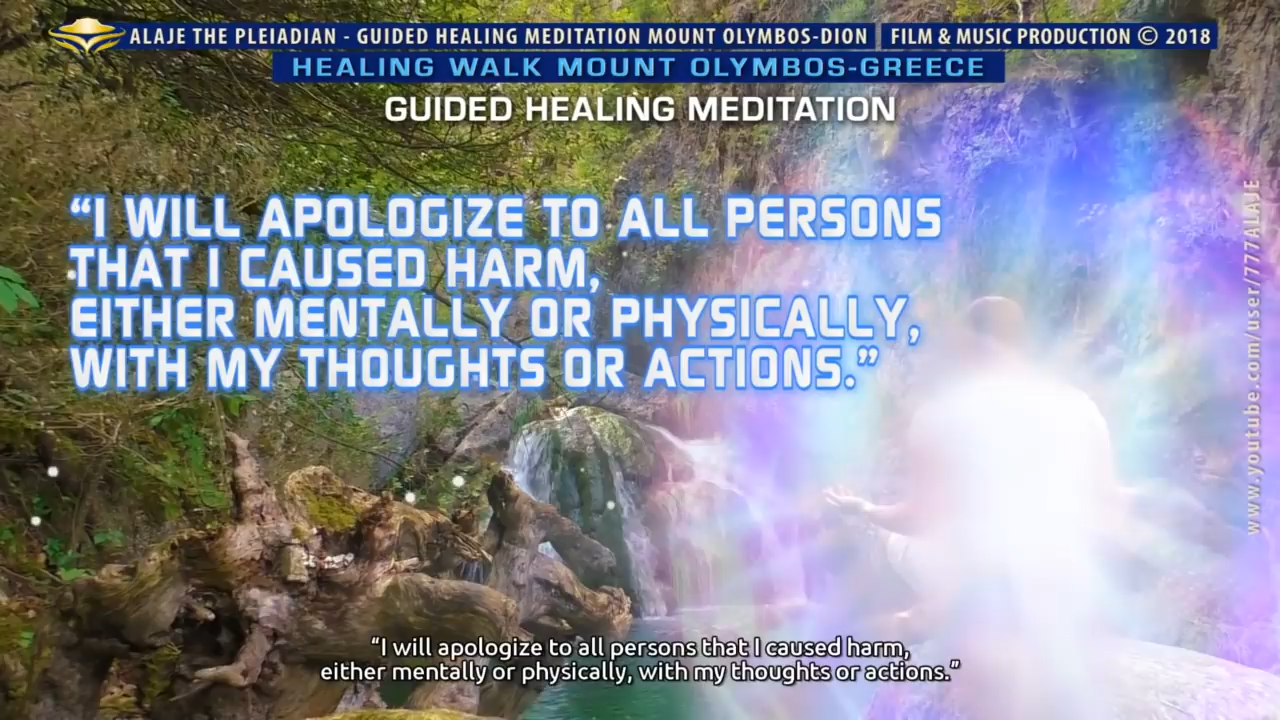 ALAJE THE PLEIADIAN - GUIDED HEALING MEDITATION MOUNT OLYMBOS-DION FILM & MUSIC PRODUCTION © 2018
HEALING WALK MOUNT OLYMBOS-GREECE
GUIDED HEALING MEDITATION
“I WILL APOLOGIZE TO ALL PERSONS
THAT I CAUSED HARM,
EITHER MENTALLY OR PHYSICALLY,
WITH MY THOUGHTS OR ACTIONS.”
www.youtube.com/user/777ALAJE
“I will apologize to all persons that I caused harm,
either mentally or physically, with my thoughts or actions.”